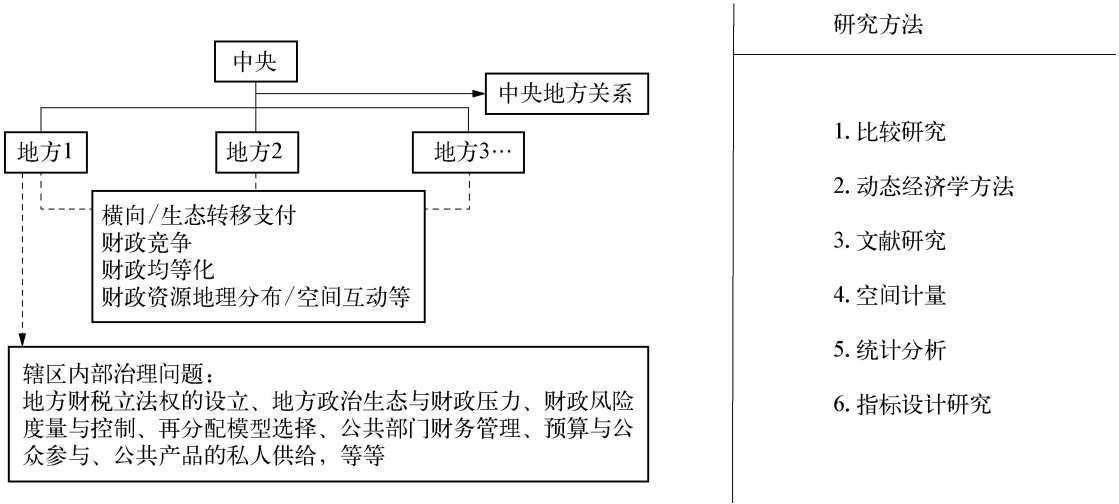 中央
中央地方关系
地方1
地方2
地方3…
横向/生态转移支付
财政竞争
财政均等化
财政资源地理分布/空间互动等
辖区内部治理问题：
地方财税立法权的设立、地方政治生态与财政压力、财政风险
度量与控制、再分配模型选择、公共部门财务管理、预算与公
众参与、公共产品的私人供给，等等
研究方法
1. 比较研究
2. 动态经济学方法
3. 文献研究
4. 空间计量
5. 统计分析
6. 指标设计研究